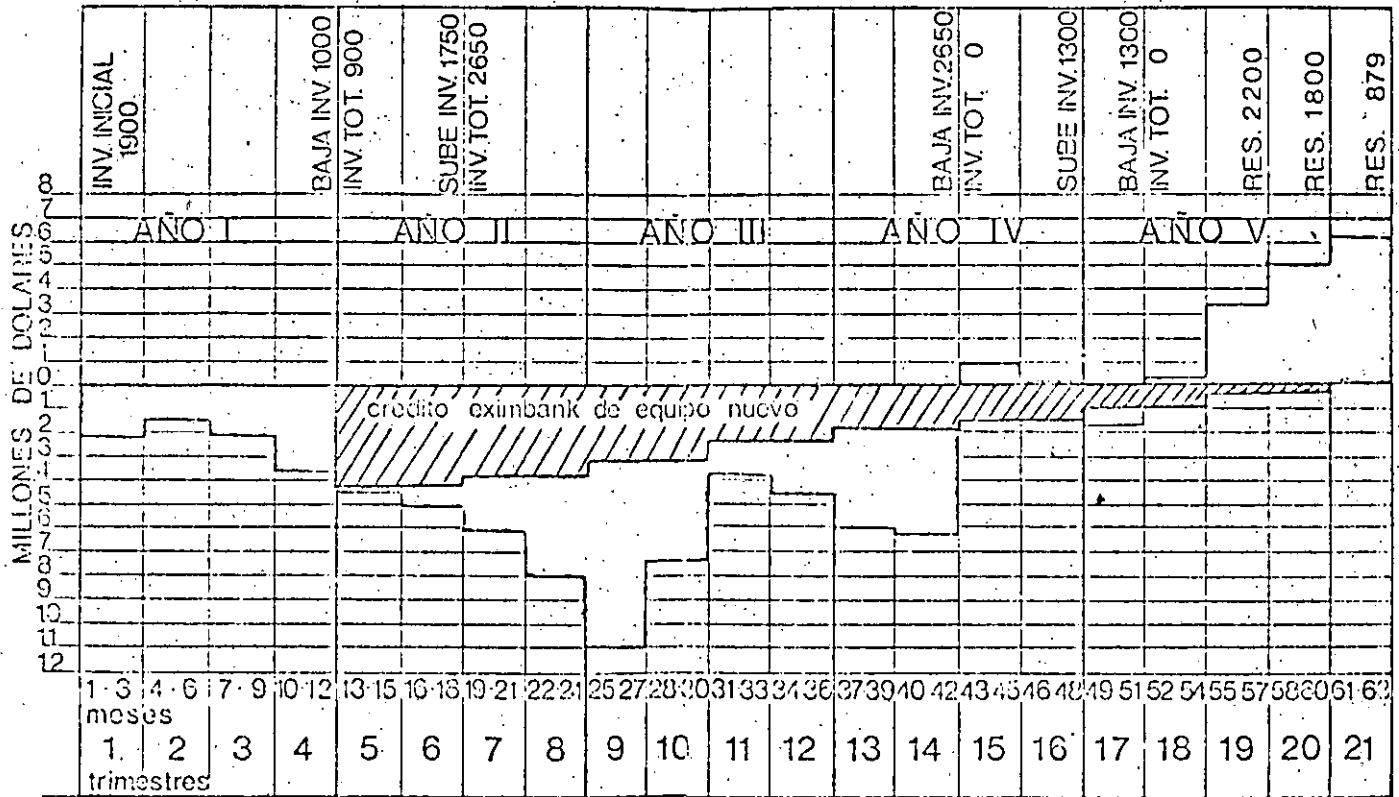 INV. INICIAL
1900
BAJA INV. 1000
INV. TOT. 900
SUBE INV. 1750
INV. TOT. 2650
BAJA INV. 2650
INV. TOT. 0
SUBE INV. 1300
BAJA INV. 1300
INV. TOT. 0
RES. 2200
RES. 1800
RES. 879
MILLONES DE DOLARES
8
7
6
5
4
3
2
1
0
1
2
3
4
5
6
7
8
9
10
11
12
AÑO I AÑO II AÑO III AÑO IV AÑO V
credito eximbank de equipo nuevo
1-3 4-6 7-9 10-12 13-15 16-18 19-21 22-24 25 27 28-30 31-33 34-36 37 39 40 42 43 45 46 48 49 51 52 54 55 57 58 60 61-63
meses
1. 2 3 4 5 6 7 8 9 10 11 12 13 14 15 16 17 18 19 20 21
trimestres